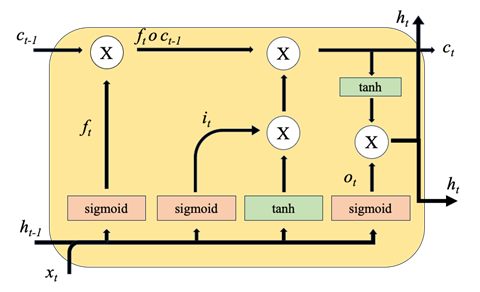 h_t
c_{t-1}
X
f_t o c_{t-1}
X
c_t
tanh
f_t
i_t
X
X
o_t
h_t
sigmoid
sigmoid
tanh
sigmoid
h_{t-1}
x_t